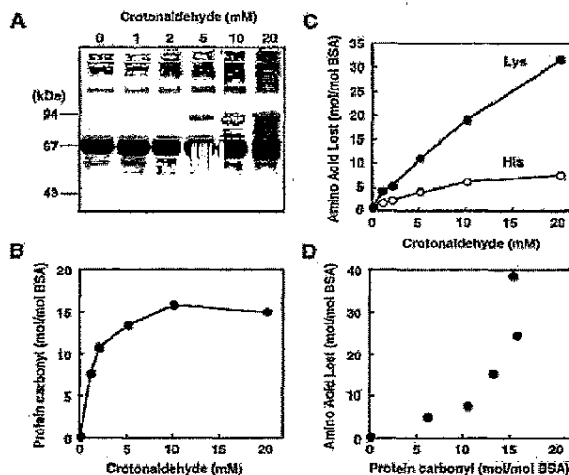 A
Crotonaldehyde (mM)
0 1 2 5 10 20
(kDa)
94
67
43
B
Protein carbonyl (mol/mol BSA)
20
15
10
5
0
0 5 10 15 20
Crotonaldehyde (mM)
C
Amino Acid Lost (mol/mol BSA)
40
35
30
25
20
15
10
5
0
Lys
His
0 5 10 15 20
Crotonaldehyde (mM)
D
Amino Acid Lost (mol/mol BSA)
40
30
20
10
0
0 5 10 15 20
Protein carbonyl (mol/mol BSA)